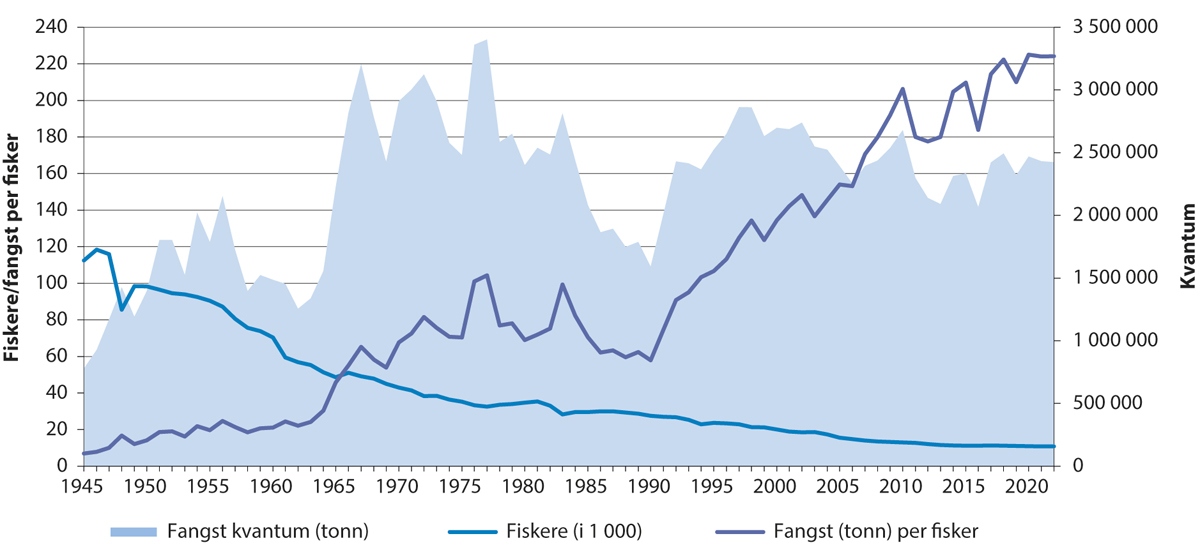 240
220
200
180
160
140
120
100
80
60
40
20
0
Fiskere/fangst per fisker
3 500 000
3 000 000
2 500 000
2 000 000
1 500 000
1 000 000
500 000
0
Kvantum
1945 1950 1955 1960 1965 1970 1975 1980 1985 1990 1995 2000 2005 2010 2015 2020
Fangst kvantum (tonn) Fiskere (i 1 000) Fangst (tonn) per fisker